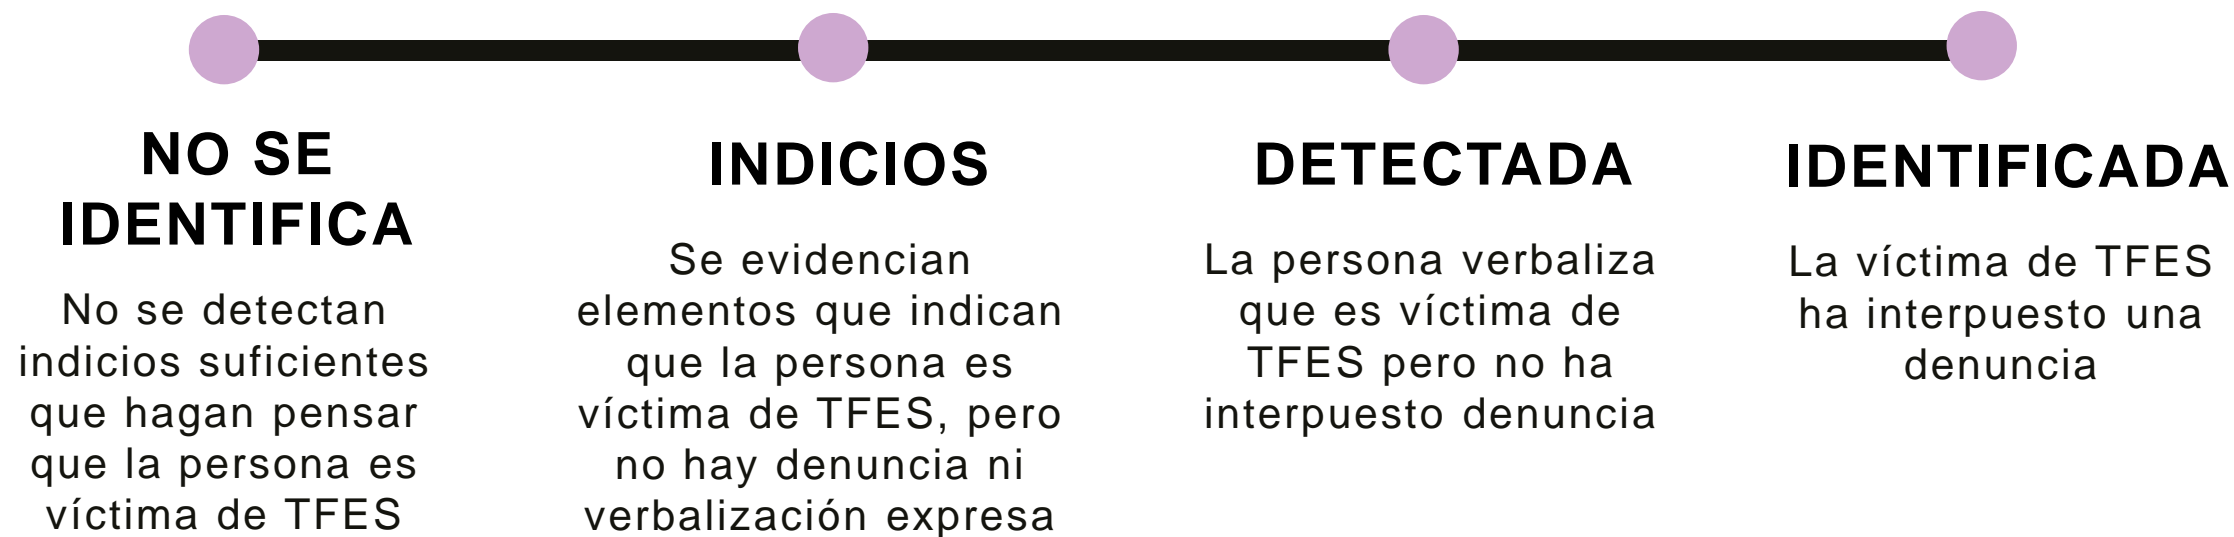 NO SE
IDENTIFICA
No se detectan
indicios suficientes
que hagan pensar
que la persona es
víctima de TFES
INDICIOS
Se evidencian
elementos que indican
que la persona es
víctima de TFES, pero
no hay denuncia ni
verbalización expresa
DETECTADA
La persona verbaliza
que es víctima de
TFES pero no ha
interpuesto denuncia
IDENTIFICADA
La víctima de TFES
ha interpuesto una
denuncia